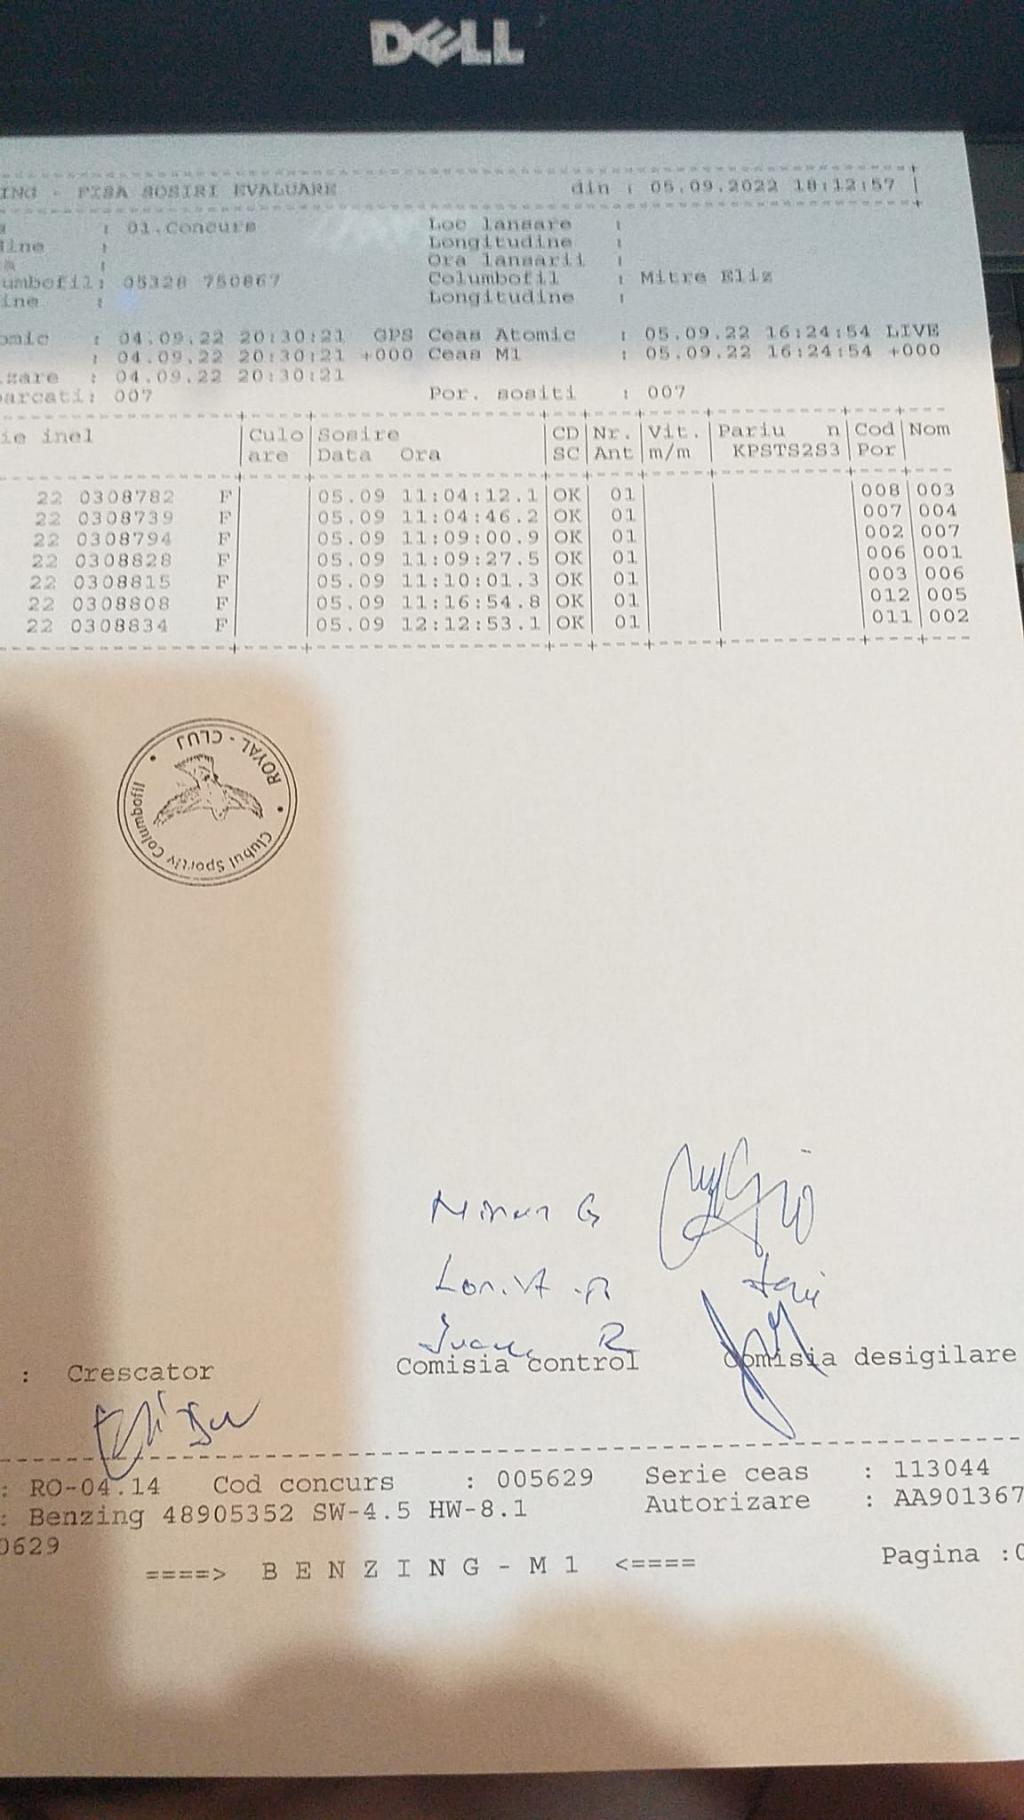 DELL
ING - FISA SOSIRI EVALUARE din : 05.09.2022 18:12:57 |
: 01.Concurs Loc lansare :
dine : Longitudine :
: Ora lansarii :
umbofil: 05328 750867 Columbofil : Mitre Eliz
ine : Longitudine :
omic : 04.09.22 20:30:21 GPS Ceas Atomic : 05.09.22 16:24:54 LIVE
: 04.09.22 20:30:21 +000 Ceas M1 : 05.09.22 16:24:54 +000
zare : 04.09.22 20:30:21
barcati: 007 Por. sositi : 007
ie inel |Culo|Sosire |CD|Nr.|Vit.|Pariu n|Cod|Nom
|are |Data Ora |SC|Ant|m/m | KPSTS2S3|Por|
22 0308782 F| |05.09 11:04:12.1|OK| 01| | |008|003
22 0308739 F| |05.09 11:04:46.2|OK| 01| | |007|004
22 0308794 F| |05.09 11:09:00.9|OK| 01| | |002|007
22 0308828 F| |05.09 11:09:27.5|OK| 01| | |006|001
22 0308815 F| |05.09 11:10:01.3|OK| 01| | |003|006
22 0308808 F| |05.09 11:16:54.8|OK| 01| | |012|005
22 0308834 F| |05.09 12:12:53.1|OK| 01| | |011|002
Clubul Sportiv Columbofil
• ROYAL - CLUJ •
: Crescator Comisia control Comisia desigilare
: RO-04.14 Cod concurs : 005629 Serie ceas : 113044
: Benzing 48905352 SW-4.5 HW-8.1 Autorizare : AA901367
0629
====> B E N Z I N G - M 1 <==== Pagina :0